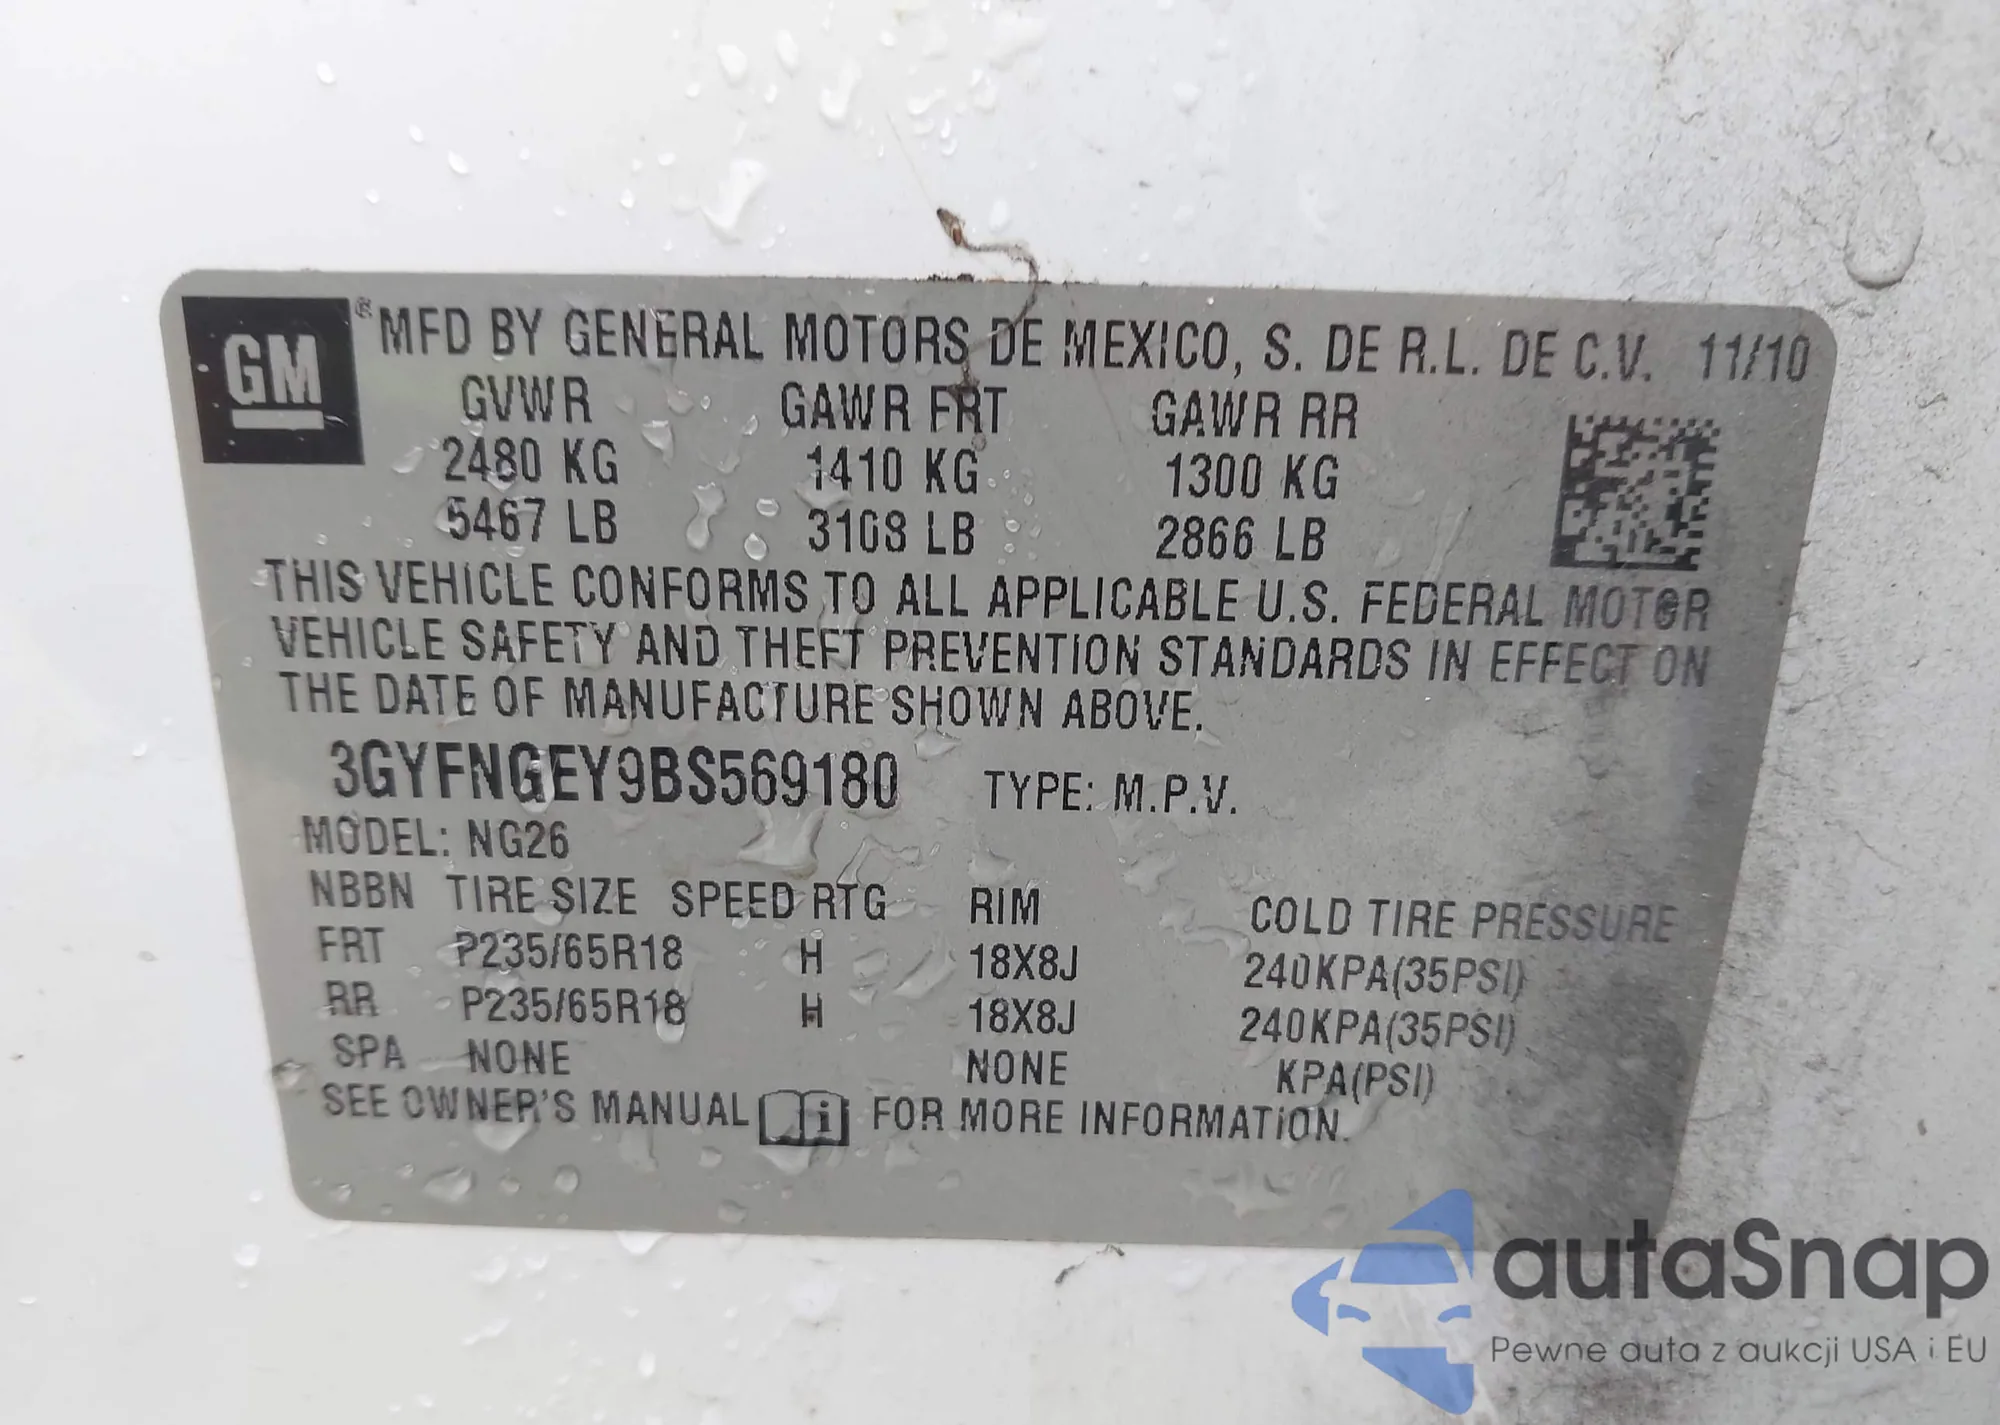 GM ® MFD BY GENERAL MOTORS DE MEXICO, S. DE R.L. DE C.V. 11/10
GVWR GAWR FRT GAWR RR
2480 KG 1410 KG 1300 KG
5467 LB 3108 LB 2866 LB
THIS VEHICLE CONFORMS TO ALL APPLICABLE U.S. FEDERAL MOTOR
VEHICLE SAFETY AND THEFT PREVENTION STANDARDS IN EFFECT ON
THE DATE OF MANUFACTURE SHOWN ABOVE.
3GYFNGEY9BS569180 TYPE: M.P.V.
MODEL: NG26
NBBN TIRE SIZE SPEED RTG RIM COLD TIRE PRESSURE
FRT P235/65R18 H 18X8J 240KPA(35PSI)
RR P235/65R18 H 18X8J 240KPA(35PSI)
SPA NONE NONE KPA(PSI)
SEE OWNER'S MANUAL i FOR MORE INFORMATION.
autaSnap
Pewne auta z aukcji USA i EU